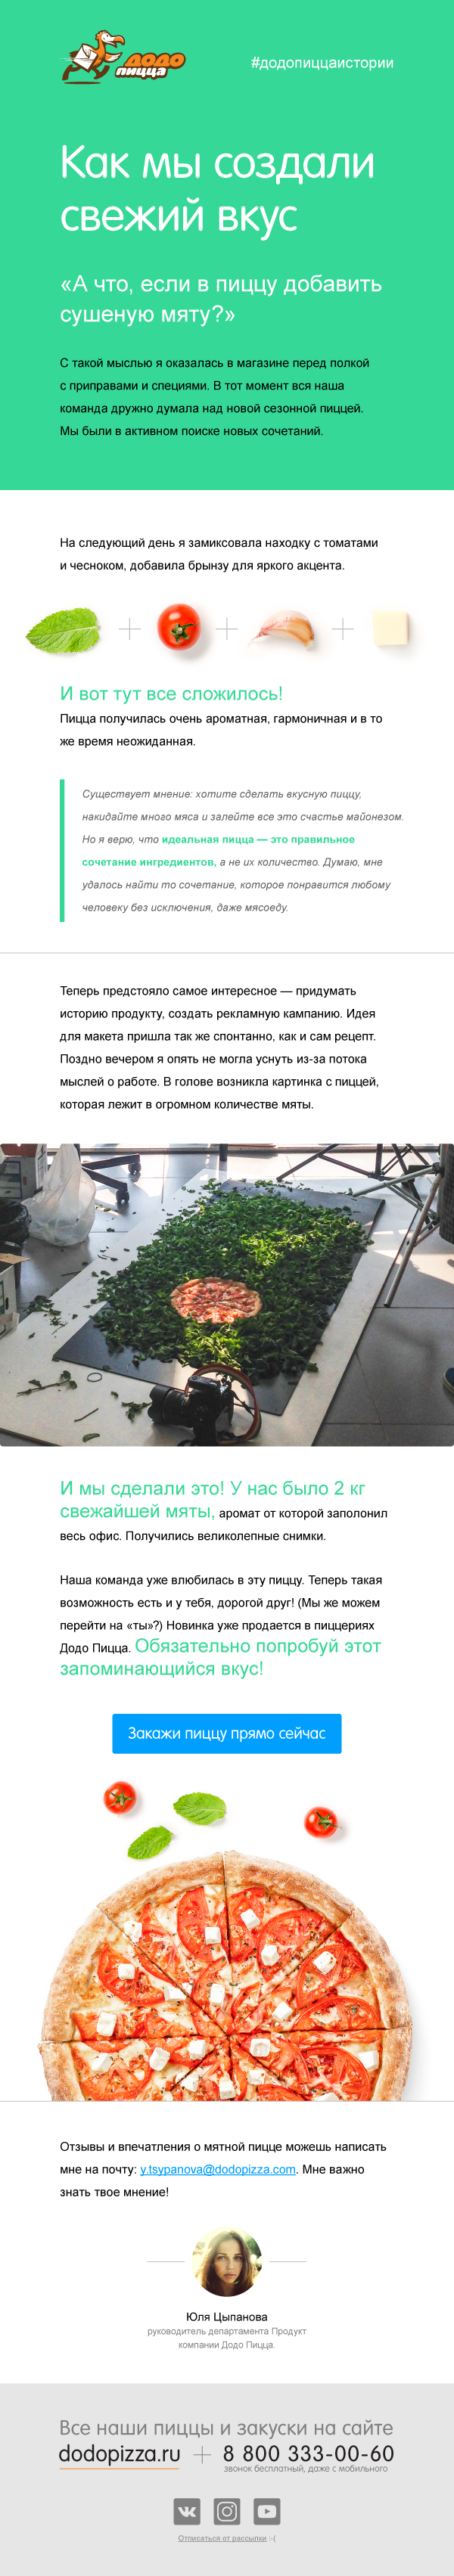 ДОДО
ПИЦЦА
#додопиццаистории
Как мы создали
свежий вкус
«А что, если в пиццу добавить
сушеную мяту?»
С такой мыслью я оказалась в магазине перед полкой
с приправами и специями. В тот момент вся наша
команда дружно думала над новой сезонной пиццей.
Мы были в активном поиске новых сочетаний.
На следующий день я замиксовала находку с томатами
и чесноком, добавила брынзу для яркого акцента.
И вот тут все сложилось!
Пицца получилась очень ароматная, гармоничная и в то
же время неожиданная.
Существует мнение: хотите сделать вкусную пиццу,
накидайте много мяса и залейте все это счастье майонезом.
Но я верю, что идеальная пицца — это правильное
сочетание ингредиентов, а не их количество. Думаю, мне
удалось найти то сочетание, которое понравится любому
человеку без исключения, даже мясоеду.
Теперь предстояло самое интересное — придумать
историю продукту, создать рекламную кампанию. Идея
для макета пришла так же спонтанно, как и сам рецепт.
Поздно вечером я опять не могла уснуть из-за потока
мыслей о работе. В голове возникла картинка с пиццей,
которая лежит в огромном количестве мяты.
И мы сделали это! У нас было 2 кг
свежайшей мяты, аромат от которой заполонил
весь офис. Получились великолепные снимки.
Наша команда уже влюбилась в эту пиццу. Теперь такая
возможность есть и у тебя, дорогой друг! (Мы же можем
перейти на «ты»?) Новинка уже продается в пиццериях
Додо Пицца. Обязательно попробуй этот
запоминающийся вкус!
Закажи пиццу прямо сейчас
Отзывы и впечатления о мятной пицце можешь написать
мне на почту: y.tsypanova@dodopizza.com. Мне важно
знать твое мнение!
Юля Цыпанова
руководитель департамента Продукт
компании Додо Пицца.
Все наши пиццы и закуски на сайте
dodopizza.ru + 8 800 333-00-60
звонок бесплатный, даже с мобильного
Отписаться от рассылки :-(